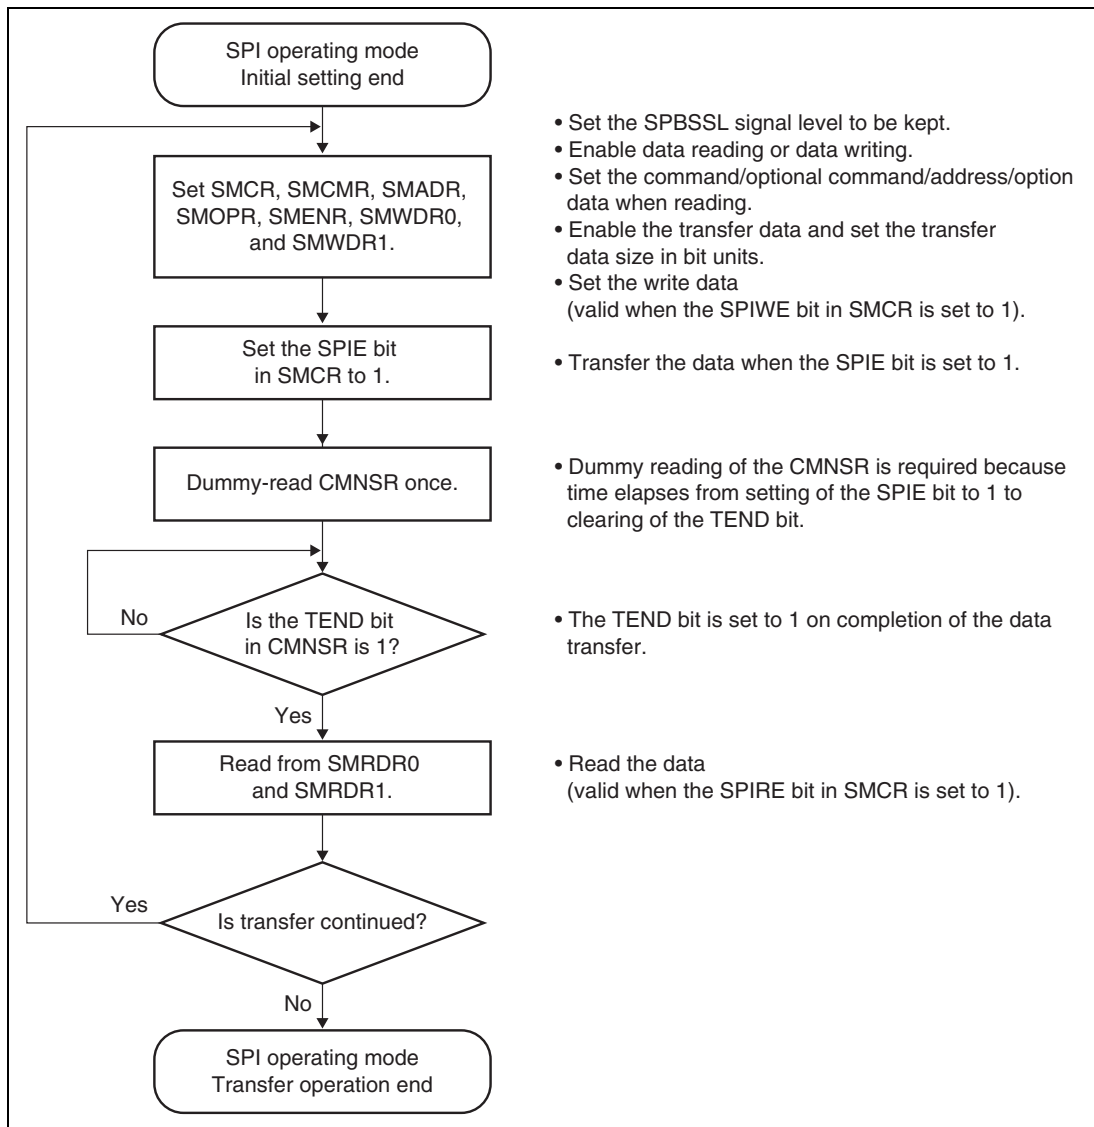 SPI operating mode
Initial setting end
• Set the SPBSSL signal level to be kept.
• Enable data reading or data writing.
• Set the command/optional command/address/option
data when reading.
• Enable the transfer data and set the transfer
data size in bit units.
• Set the write data
(valid when the SPIWE bit in SMCR is set to 1).
Set SMCR, SMCMR, SMADR,
SMOPR, SMENR, SMWDR0,
and SMWDR1.
Set the SPIE bit
in SMCR to 1.
• Transfer the data when the SPIE bit is set to 1.
Dummy-read CMNSR once.
• Dummy reading of the CMNSR is required because
time elapses from setting of the SPIE bit to 1 to
clearing of the TEND bit.
No
Is the TEND bit
in CMNSR is 1?
• The TEND bit is set to 1 on completion of the data
transfer.
Yes
Read from SMRDR0
and SMRDR1.
• Read the data
(valid when the SPIRE bit in SMCR is set to 1).
Yes
Is transfer continued?
No
SPI operating mode
Transfer operation end